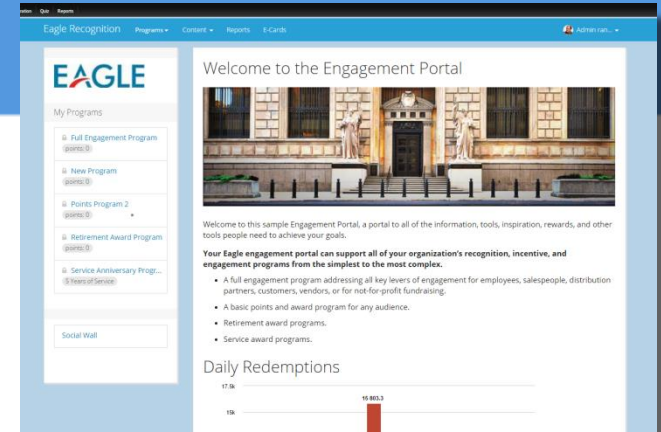 Quiz Reports
Eagle Recognition Programs Content Reports E-Cards Admin ran...
EAGLE
My Programs
Full Engagement Program
points: 0
New Program
points: 0
Points Program 2
points: 0
Retirement Award Program
points: 0
Service Anniversary Progr...
5 Years of Service
Social Wall
Welcome to the Engagement Portal
Welcome to this sample Engagement Portal, a portal to all of the information, tools, inspiration, rewards, and other
tools people need to achieve your goals.
Your Eagle engagement portal can support all of your organization's recognition, incentive, and
engagement programs from the simplest to the most complex.
A full engagement program addressing all key levers of engagement for employees, salespeople, distribution
partners, customers, vendors, or for not-for-profit fundraising.
A basic points and award program for any audience.
Retirement award programs.
Service award programs.
Daily Redemptions
17.5k
15 803.3
15k